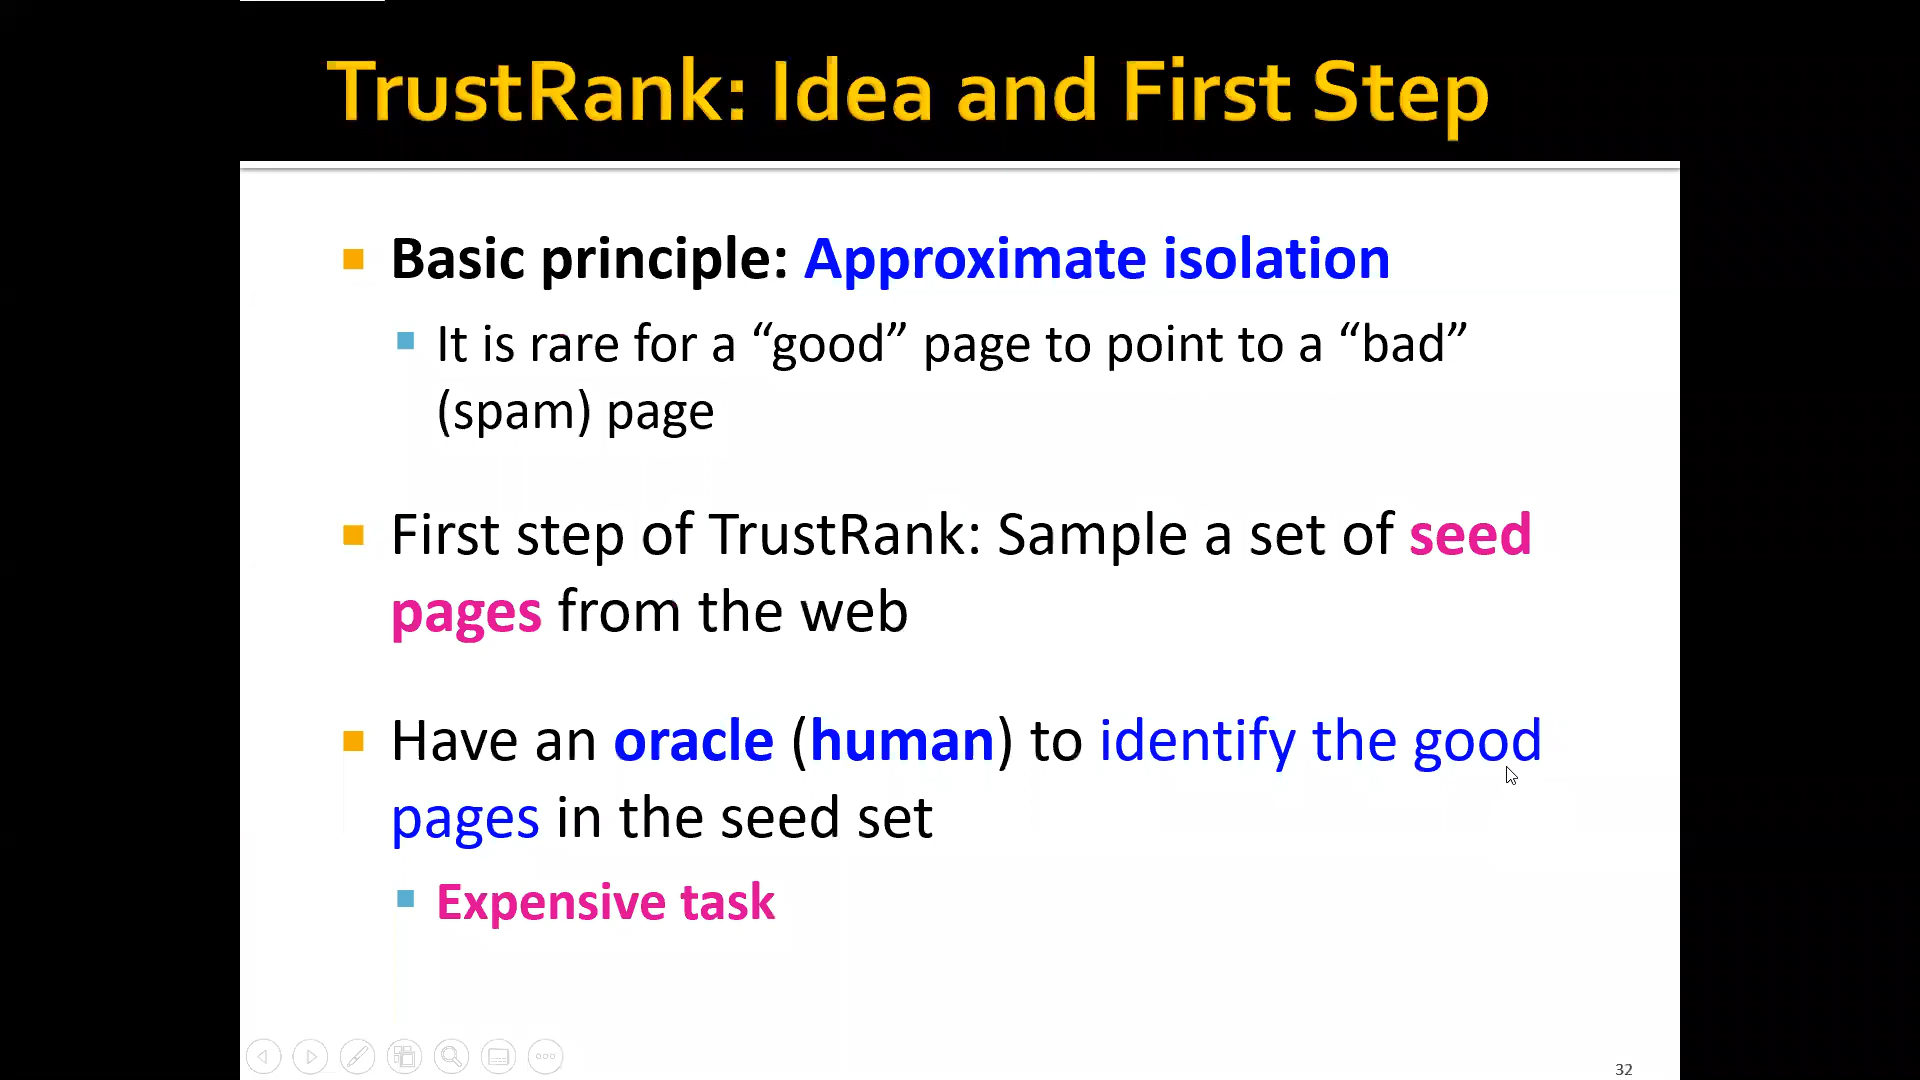 TrustRank: Idea and First Step
Basic principle: Approximate isolation
It is rare for a “good” page to point to a “bad”
(spam) page
First step of TrustRank: Sample a set of seed
pages from the web
Have an oracle (human) to identify the good
pages in the seed set
Expensive task
32